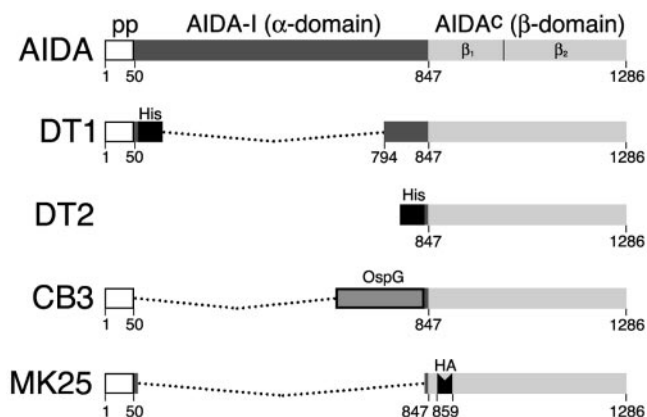 pp AIDA-I (α-domain) AIDAᶜ (β-domain)
AIDA β₁ β₂
1 50 847 1286
His
DT1
1 50 794 847 1286
His
DT2
847 1286
OspG
CB3
1 50 847 1286
HA
MK25
1 50 847 859 1286